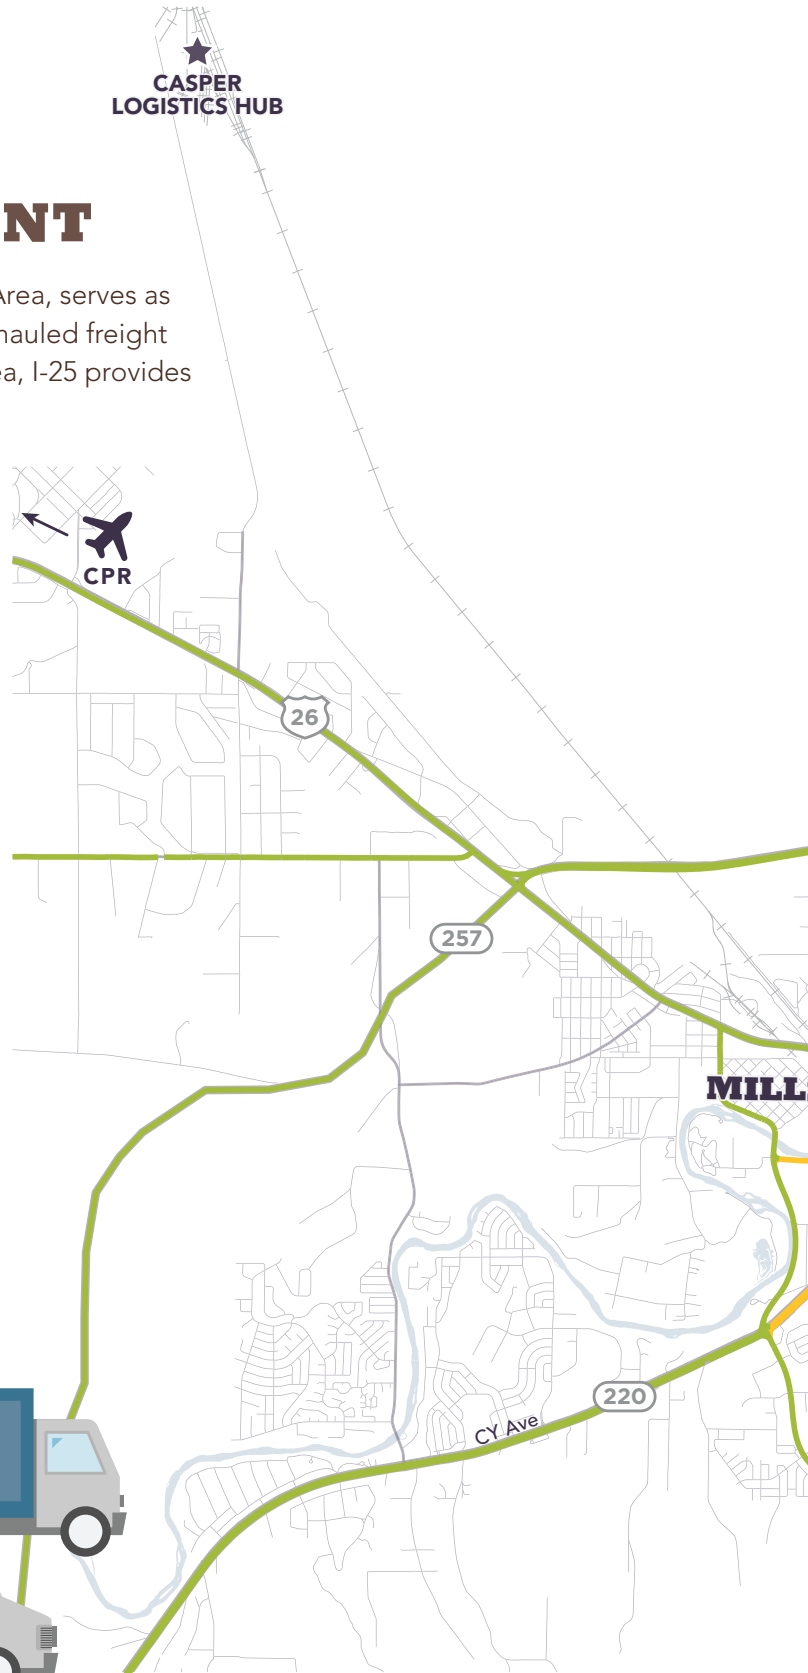 CASPER
LOGISTICS HUB
NT
Area, serves as
hauled freight
ea, I-25 provides
CPR
26
257
MILL
220
CY Ave